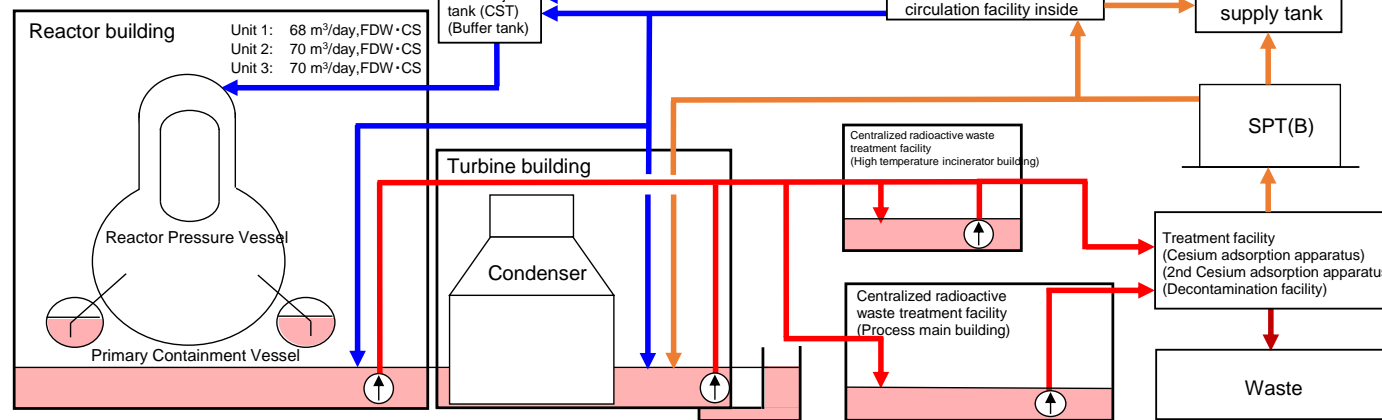 tank (CST)
(Buffer tank)
circulation facility inside
supply tank
Reactor building
Unit 1: 68 m³/day,FDW・CS
Unit 2: 70 m³/day,FDW・CS
Unit 3: 70 m³/day,FDW・CS
SPT(B)
Centralized radioactive waste
treatment facility
(High temperature incinerator building)
Turbine building
Reactor Pressure Vessel
Condenser
Treatment facility
(Cesium adsorption apparatus)
(2nd Cesium adsorption apparatus
(Decontamination facility)
Centralized radioactive
waste treatment facility
(Process main building)
Primary Containment Vessel
Waste